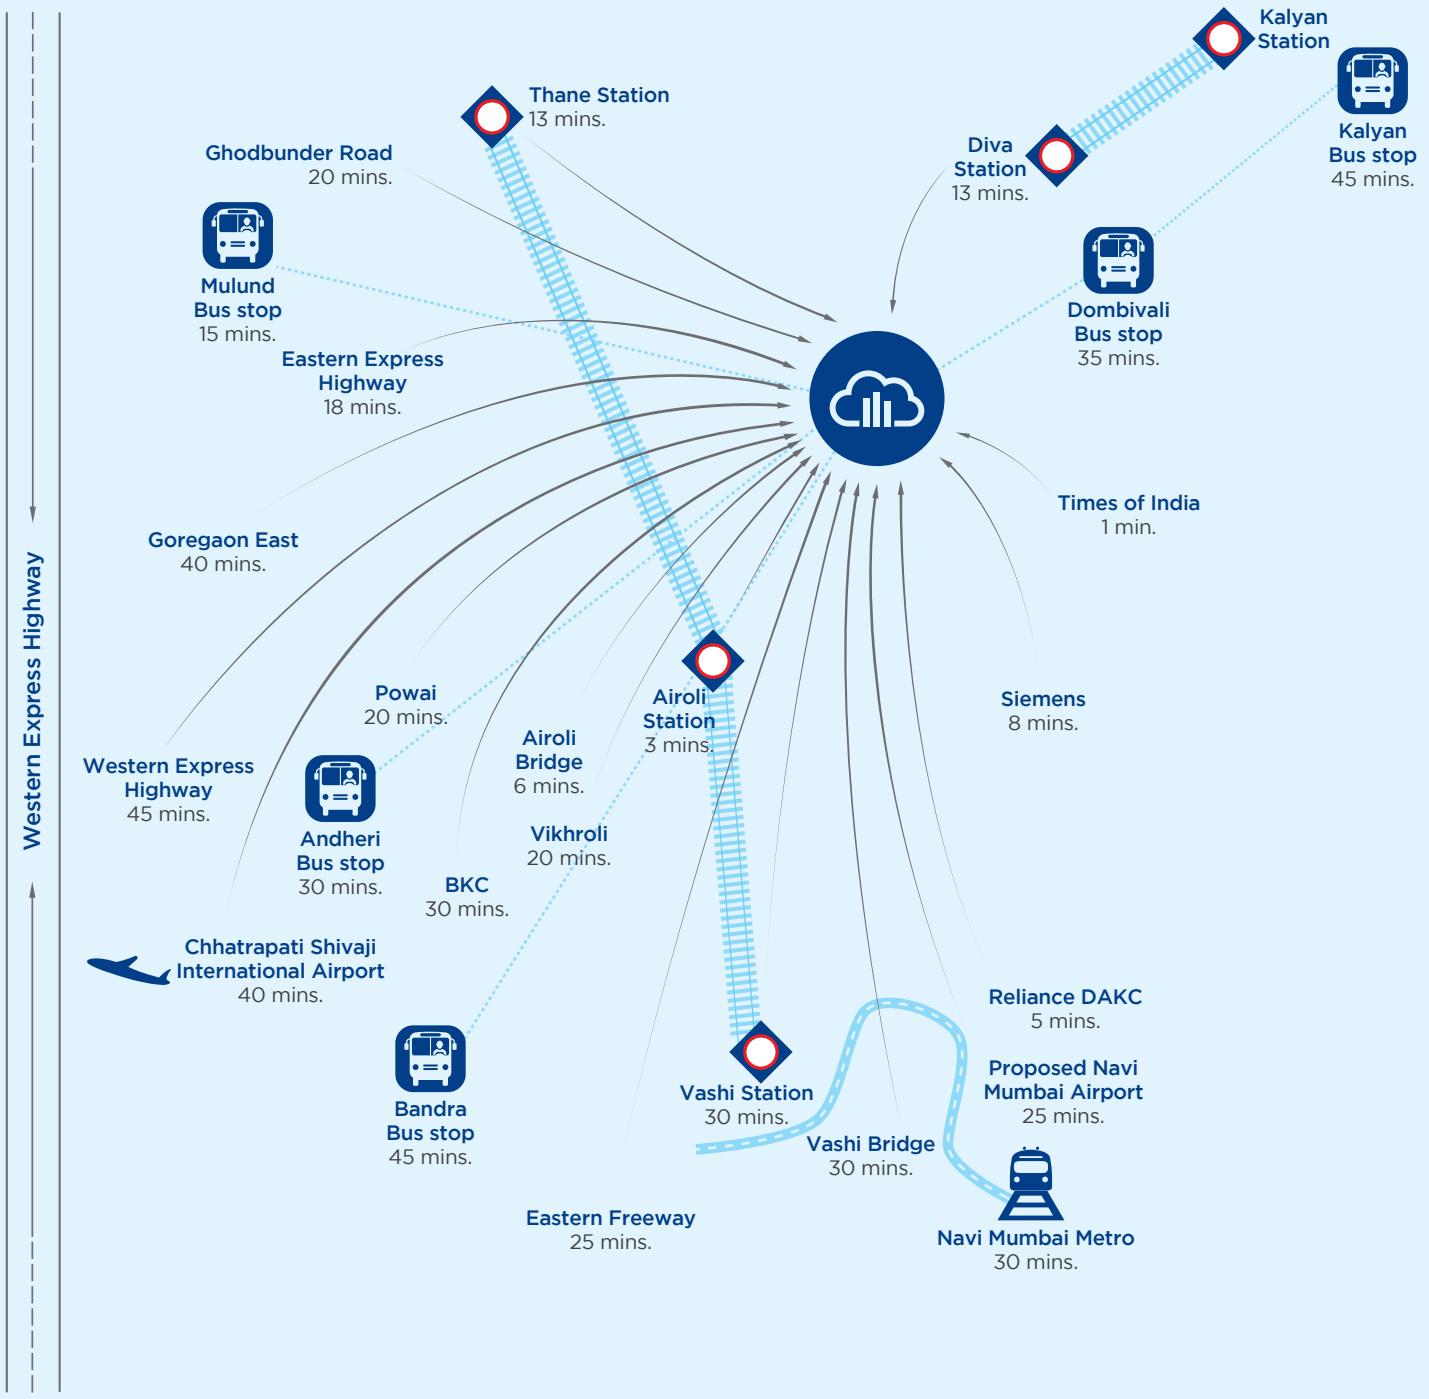 Kalyan
Station
Kalyan
Bus stop
45 mins.
Thane Station
13 mins.
Ghodbunder Road
20 mins.
Diva
Station
13 mins.
Mulund
Bus stop
15 mins.
Dombivali
Bus stop
35 mins.
Eastern Express
Highway
18 mins.
Goregaon East
40 mins.
Times of India
1 min.
Western Express Highway
Powai
20 mins.
Airoli
Station
3 mins.
Siemens
8 mins.
Airoli
Bridge
6 mins.
Western Express
Highway
45 mins.
Andheri
Bus stop
30 mins.
Vikhroli
20 mins.
BKC
30 mins.
Chhatrapati Shivaji
International Airport
40 mins.
Reliance DAKC
5 mins.
Proposed Navi
Mumbai Airport
25 mins.
Vashi Station
30 mins.
Bandra
Bus stop
45 mins.
Vashi Bridge
30 mins.
Eastern Freeway
25 mins.
Navi Mumbai Metro
30 mins.